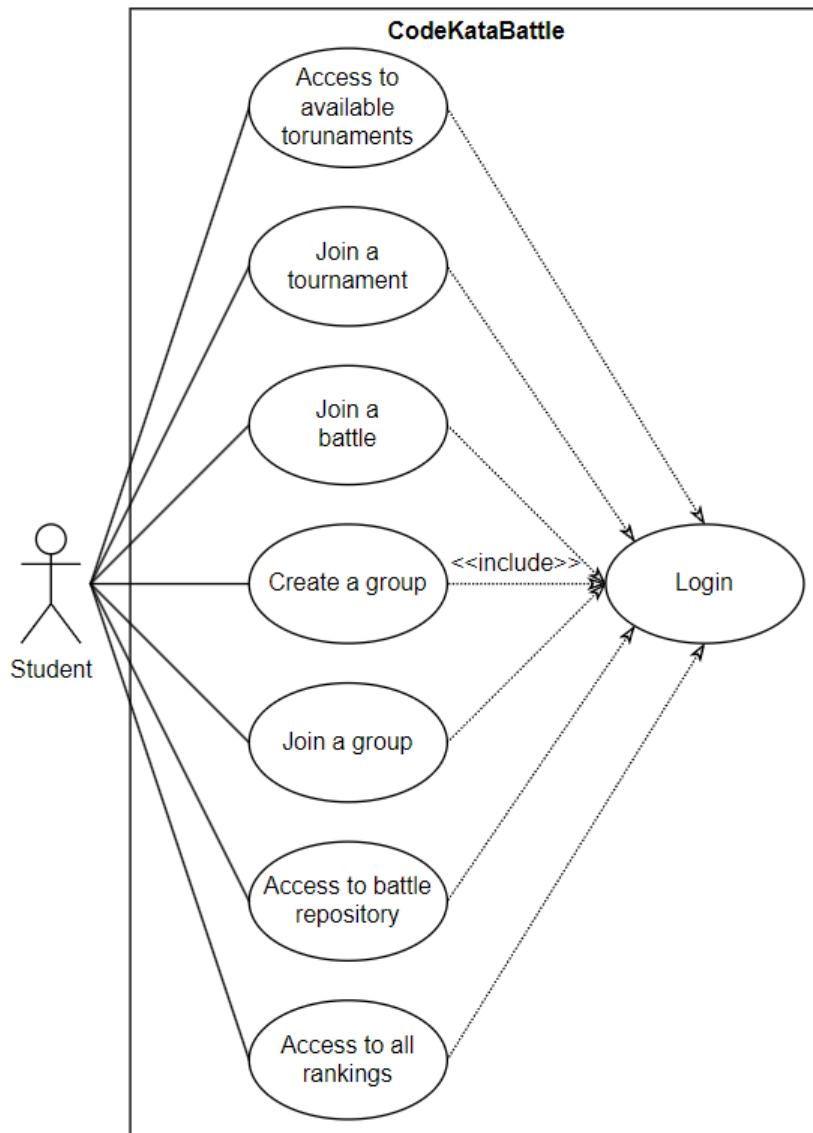 CodeKataBattle
Access to
available
torunaments
Join a
tournament
Join a
battle
Create a group
<<include>>
Login
Student
Join a group
Access to battle
repository
Access to all
rankings